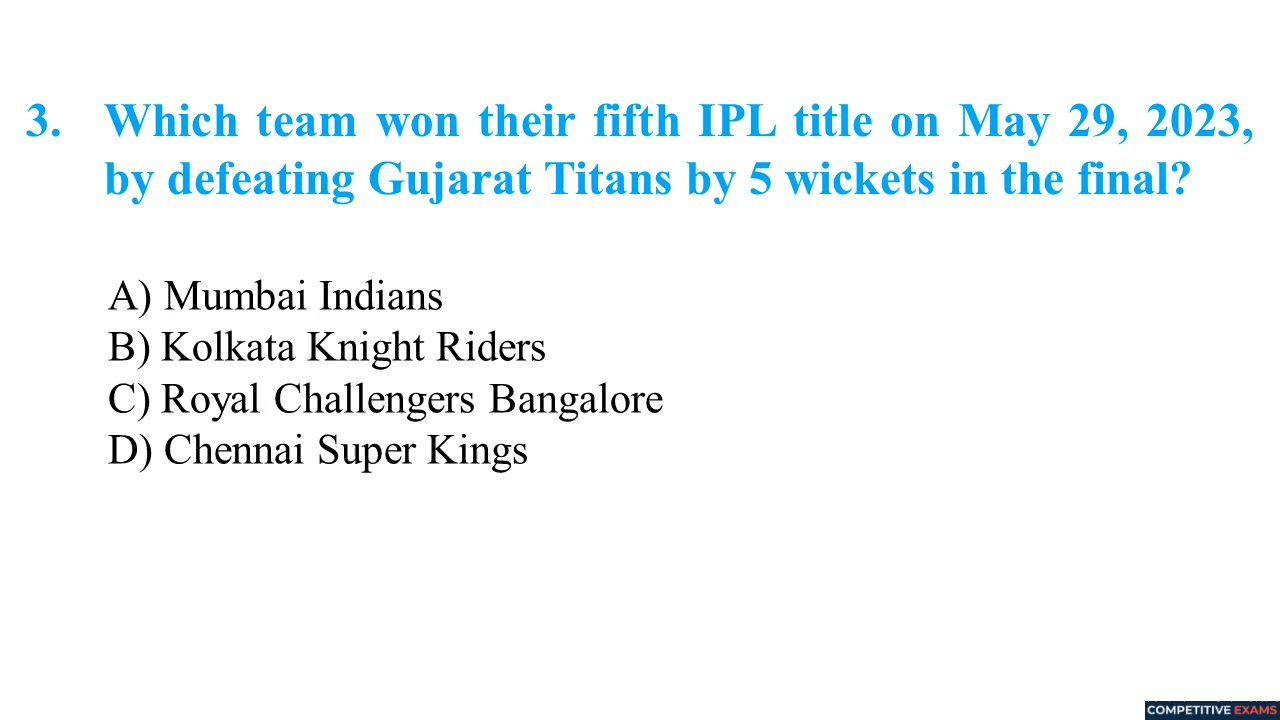 3. Which team won their fifth IPL title on May 29, 2023,
by defeating Gujarat Titans by 5 wickets in the final?
A) Mumbai Indians
B) Kolkata Knight Riders
C) Royal Challengers Bangalore
D) Chennai Super Kings
COMPETITIVE EXAMS